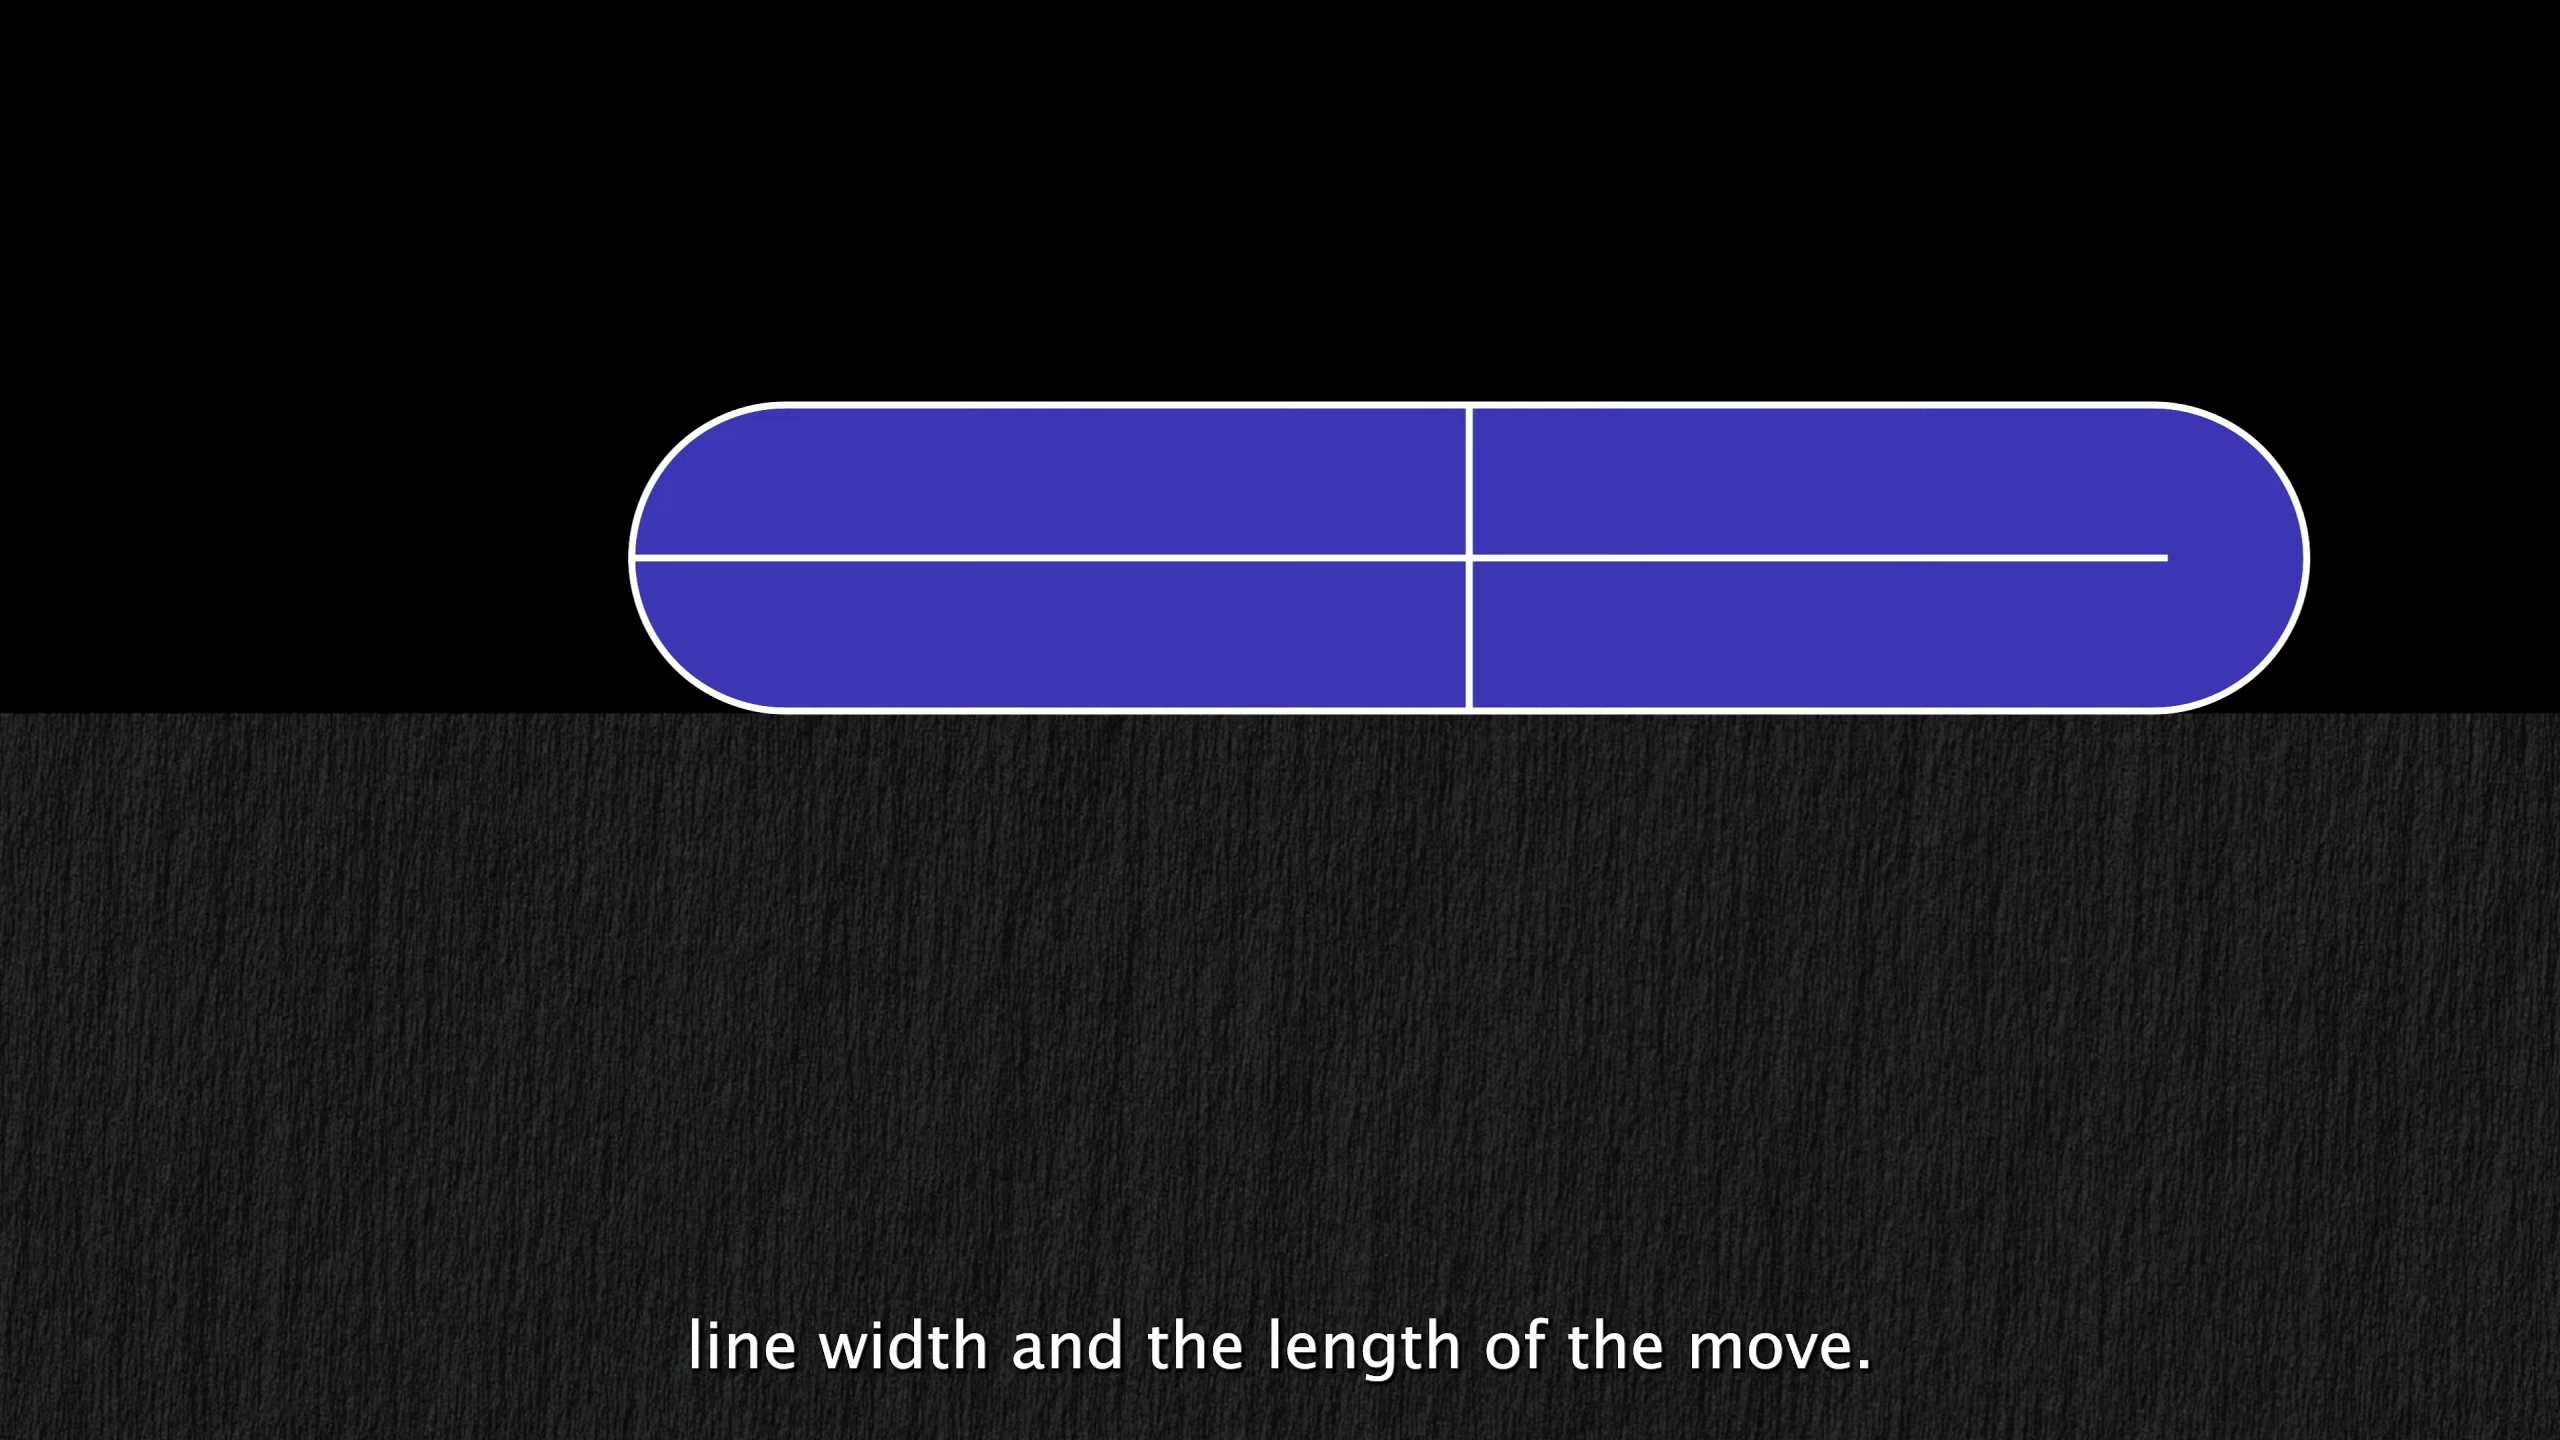 line width and the length of the move.